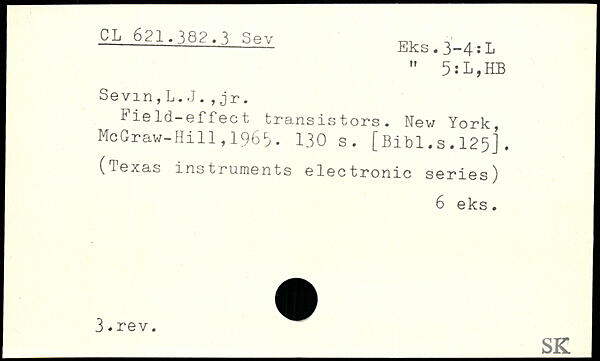 CL 621.382.3 Sev
Eks.3-4:L
" 5:L,HB
Sevin,L.J.,jr.
Field-effect transistors. New York,
McGraw-Hill,1965. 130 s. [Bibl.s.125].
(Texas instruments electronic series)
6 eks.
3.rev.
SK